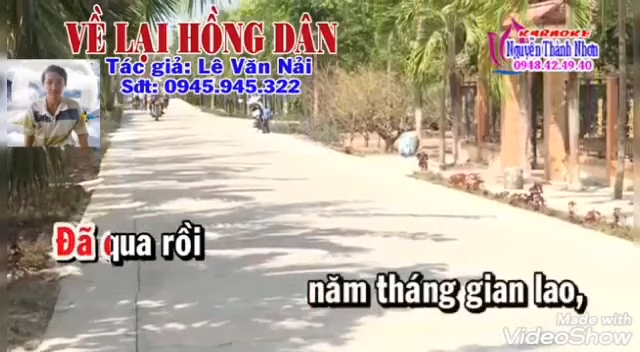 VỀ LẠI HỒNG DÂN
Tác giả: Lê Văn Nải
Sđt: 0945.945.322
KARAOKE
Nguyễn Thành Nhơn
0948.42.49.40
Đã qua rồi
năm tháng gian lao,
Made with
VideoShow